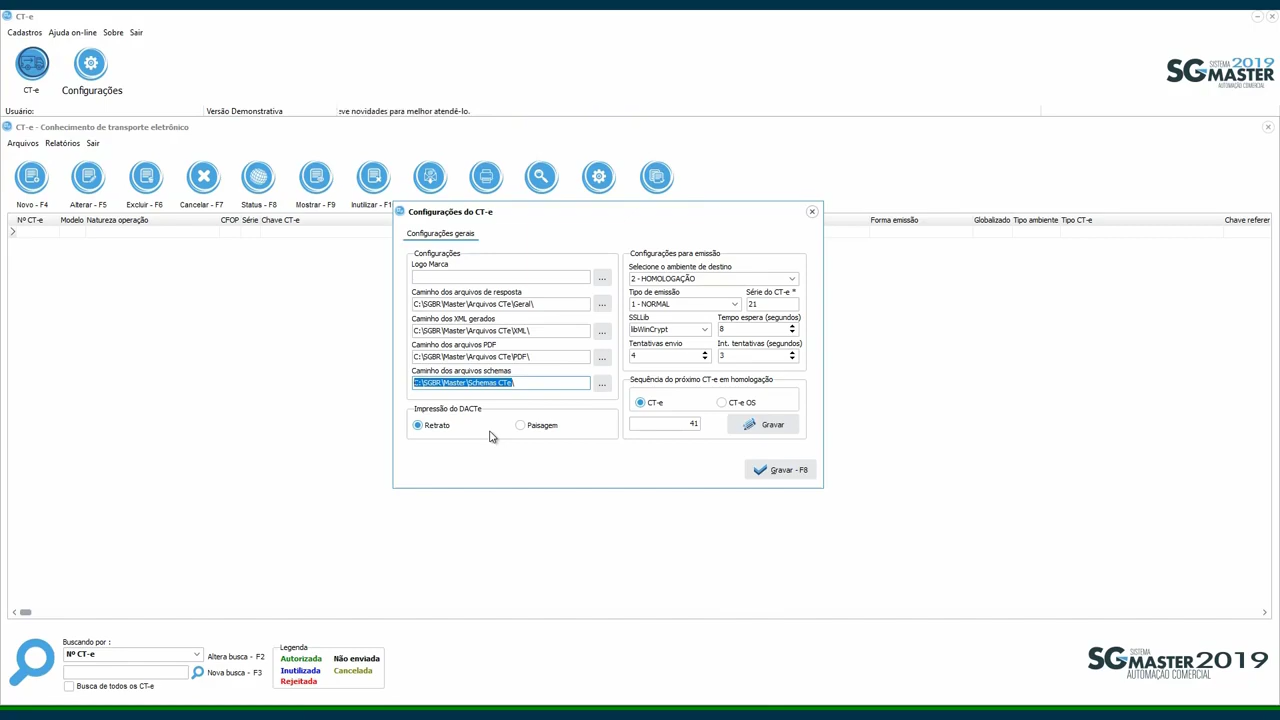 CT-e
Cadastros Ajuda on-line Sobre Sair
CT-e Configurações
SISTEMA 2019
SGMASTER
AUTOMAÇÃO COMERCIAL
Usuário: Versão Demonstrativa eve novidades para melhor atendê-lo.
CT-e - Conhecimento de transporte eletrônico
Arquivos Relatórios Sair
Novo - F4 Alterar - F5 Excluir - F6 Cancelar - F7 Status - F8 Mostrar - F9 Inutilizar - F1
Nº CT-e Modelo Natureza operação CFOP Série Chave CT-e Forma emissão Globalizado Tipo ambiente Tipo CT-e Chave referer
Configurações do CT-e
Configurações gerais
Configurações
Logo Marca
...
Caminho dos arquivos de resposta
C:\SGBR\Master\Arquivos CTe\Geral\ ...
Caminho dos XML gerados
C:\SGBR\Master\Arquivos CTe\XML\ ...
Caminho dos arquivos PDF
C:\SGBR\Master\Arquivos CTe\PDF\ ...
Caminho dos arquivos schemas
C:\SGBR\Master\Schemas CTe\ ...
Impressão do DACTe
Retrato Paisagem
Configurações para emissão
Selecione o ambiente de destino
2 - HOMOLOGAÇÃO
Tipo de emissão Série do CT-e *
1 - NORMAL 21
SSLLib Tempo espera (segundos)
libWinCrypt 8
Tentativas envio Int. tentativas (segundos)
4 3
Sequência do próximo CT-e em homologação
CT-e CT-e OS
41 Gravar
Gravar - F8
Buscando por :
Nº CT-e Altera busca - F2
Nova busca - F3
Busca de todos os CT-e
Legenda
Autorizada Não enviada
Inutilizada Cancelada
Rejeitada
SISTEMA
SGMASTER2019
AUTOMAÇÃO COMERCIAL